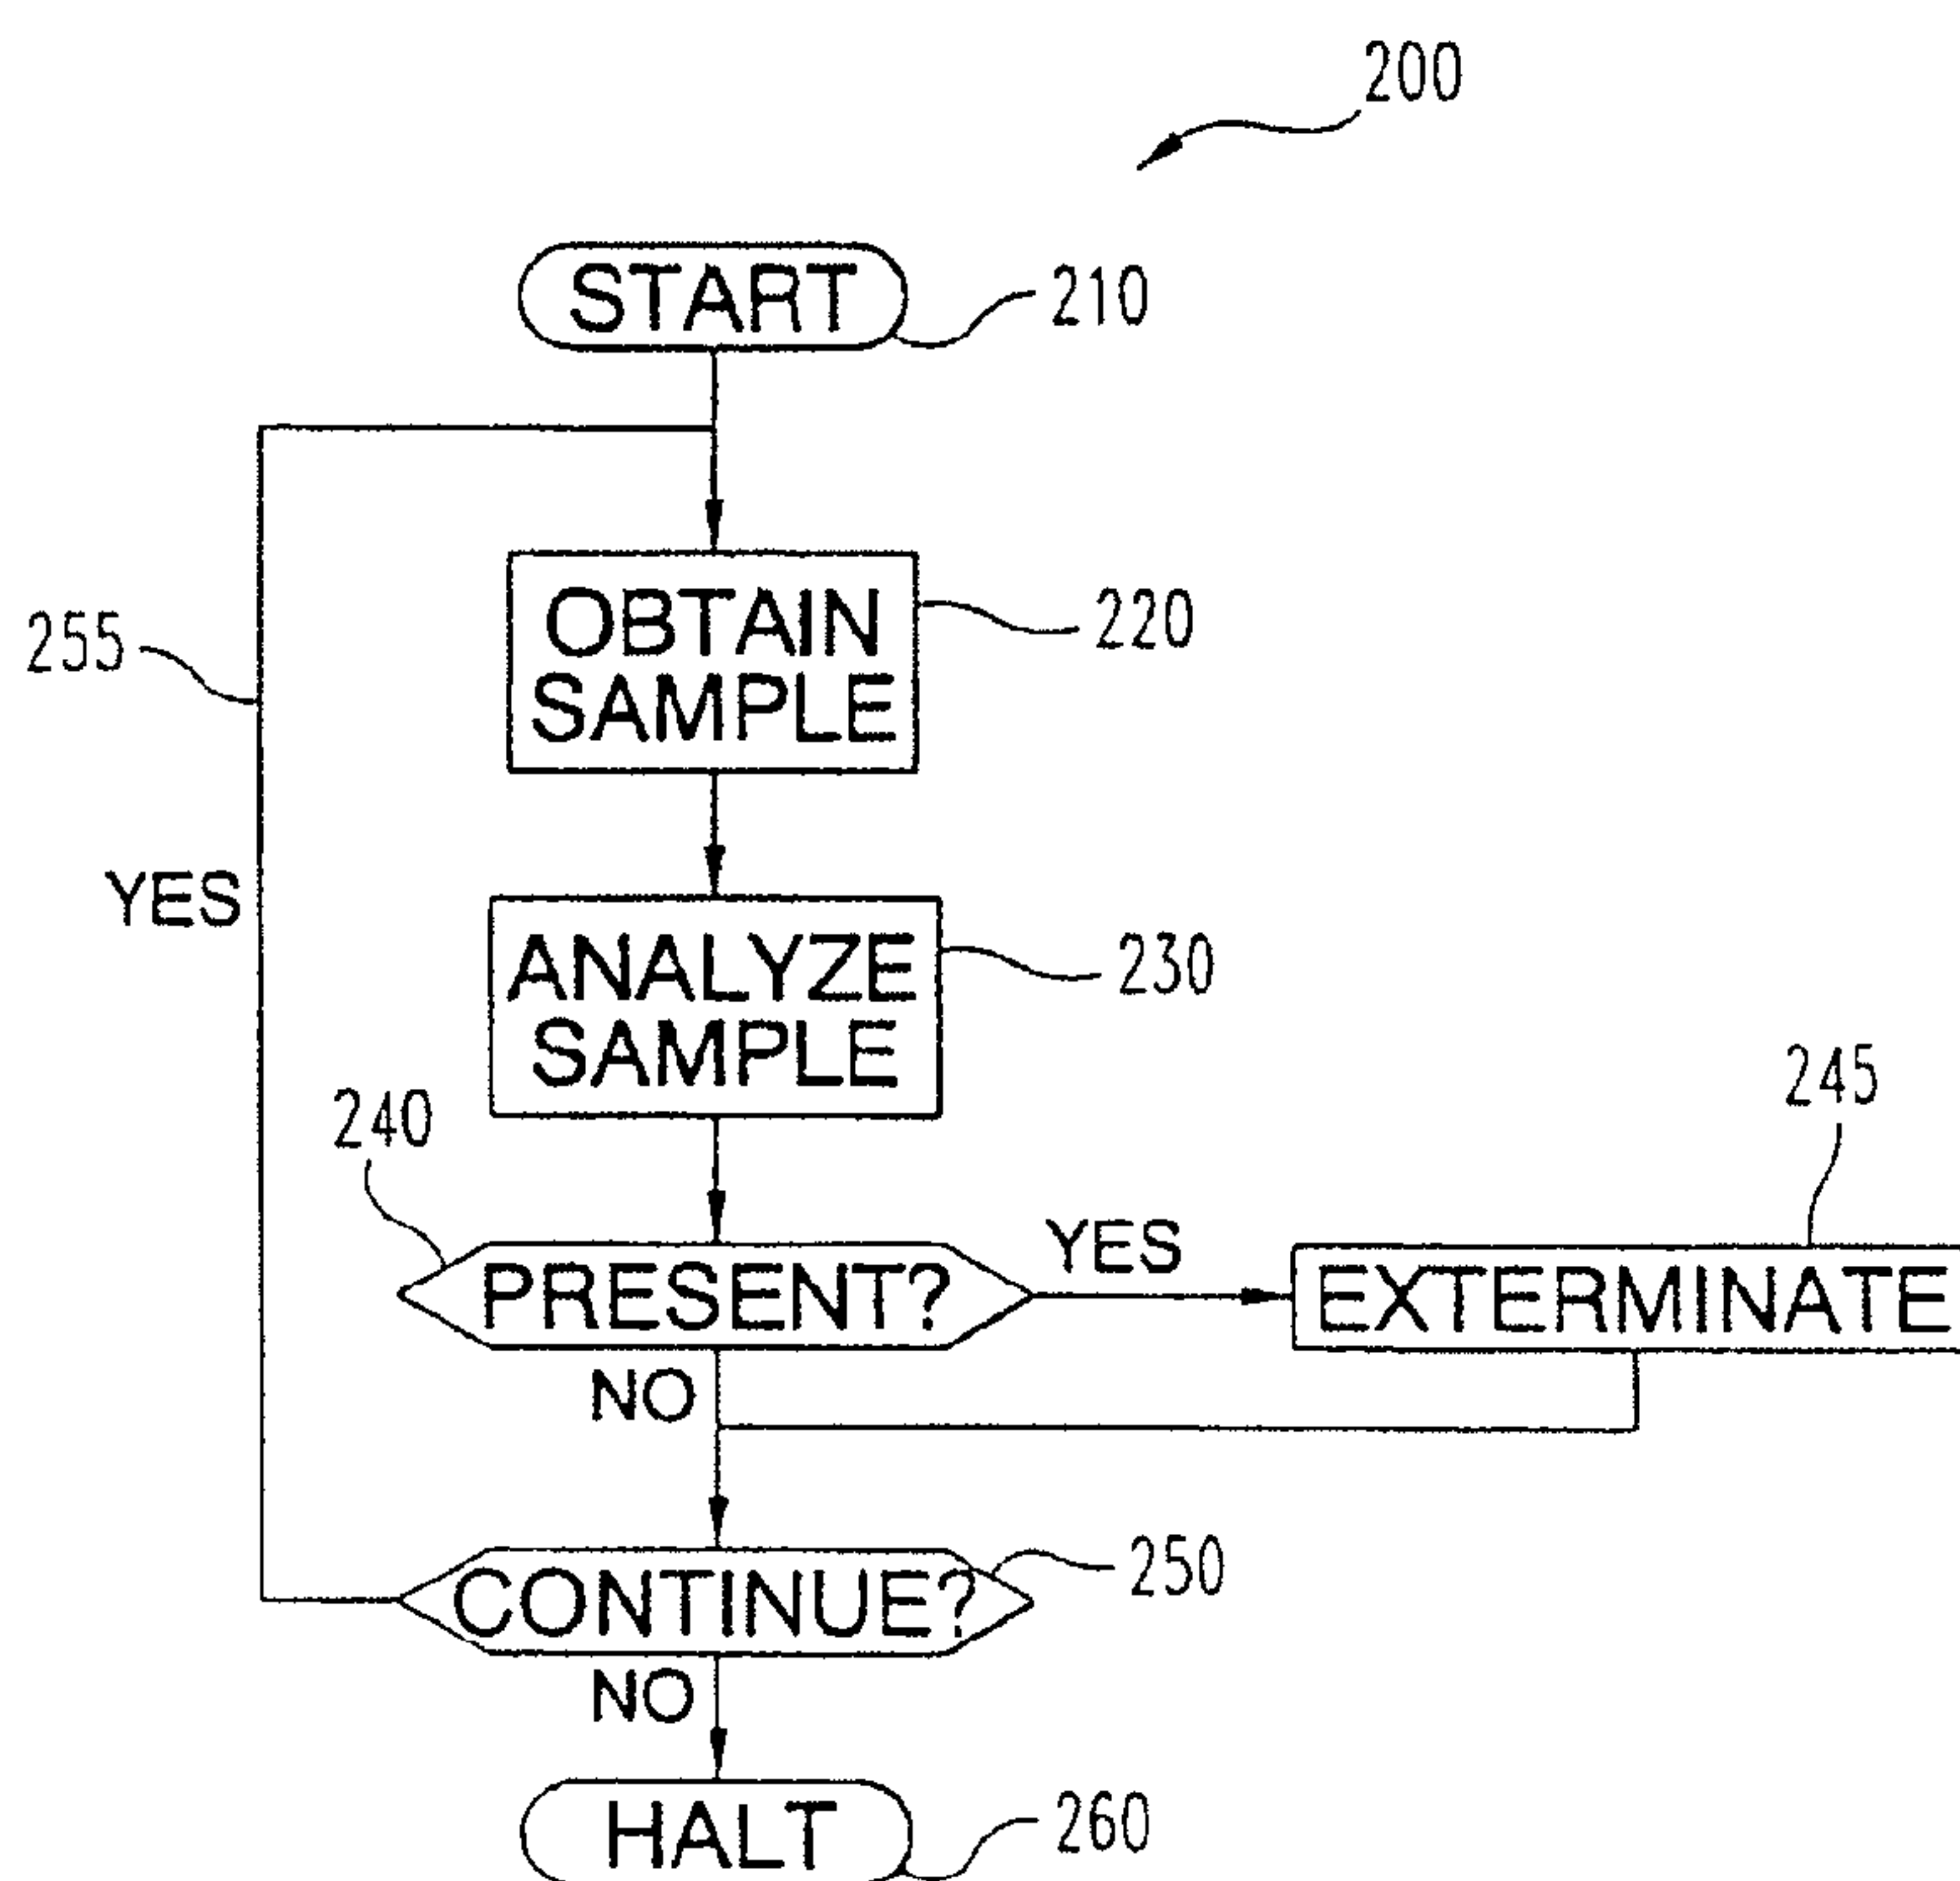 200
START
210
OBTAIN
SAMPLE
220
255
YES
ANALYZE
SAMPLE
230
240
245
PRESENT?
YES
EXTERMINATE
NO
CONTINUE?
250
NO
HALT
260